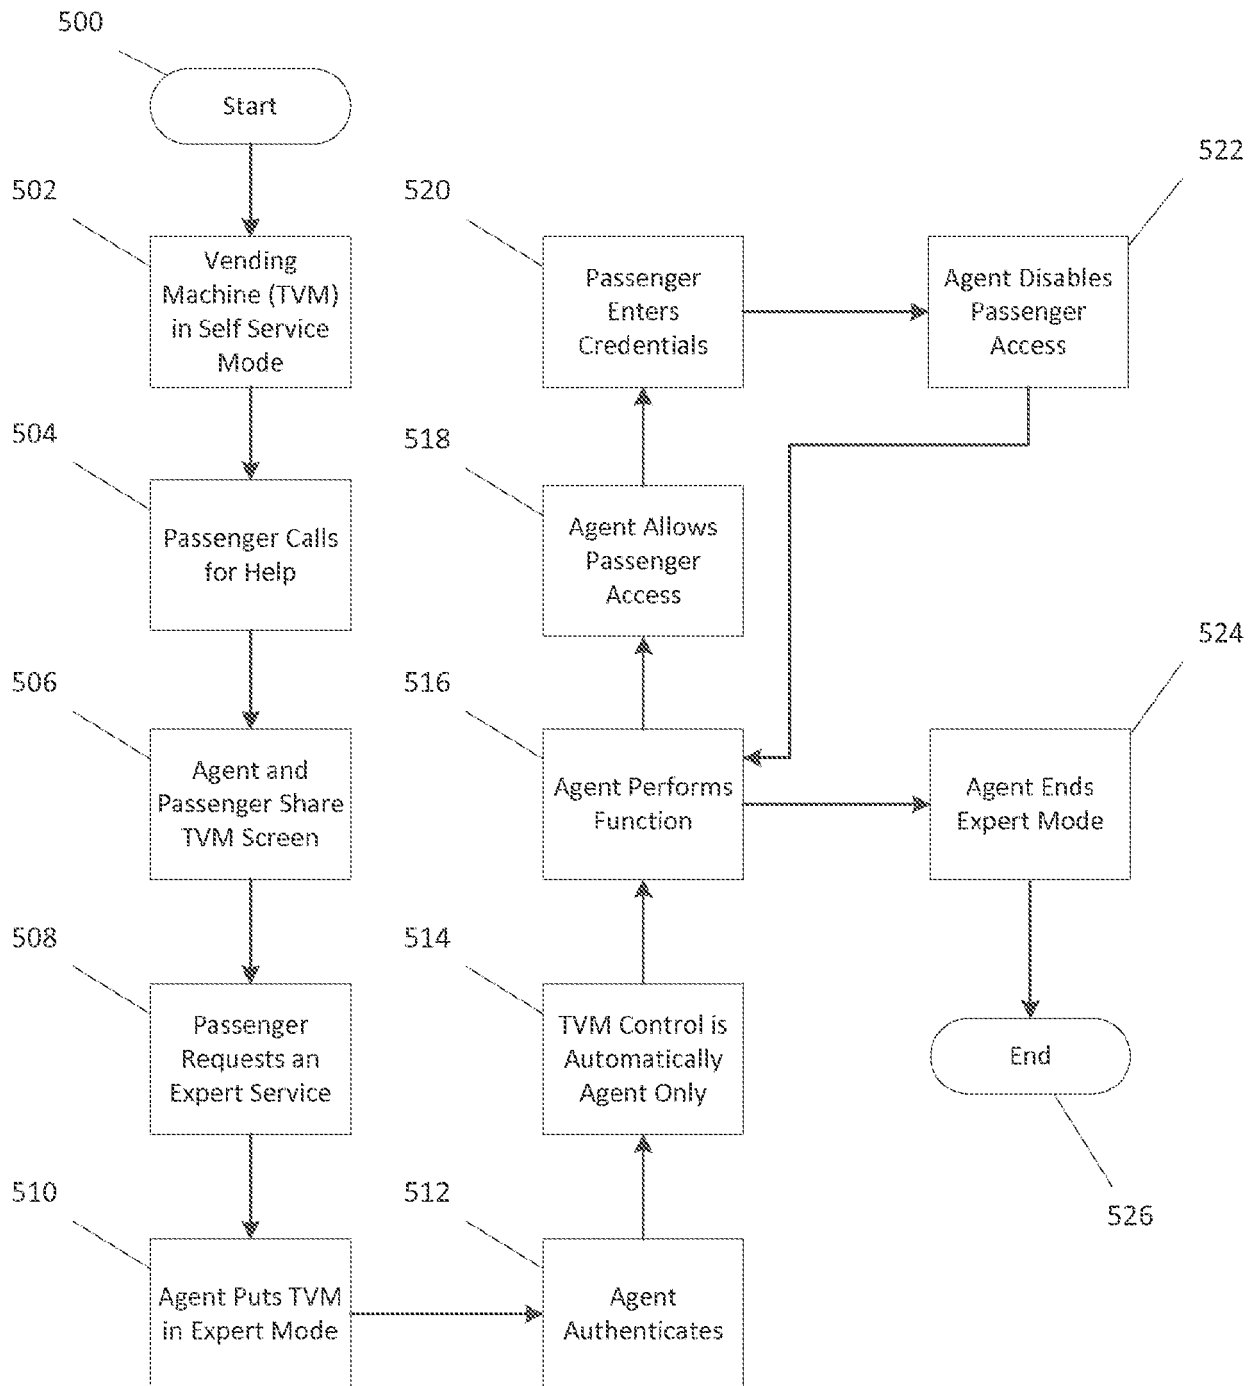 500
Start
502
Vending
Machine (TVM)
in Self Service
Mode
504
Passenger Calls
for Help
506
Agent and
Passenger Share
TVM Screen
508
Passenger
Requests an
Expert Service
510
Agent Puts TVM
in Expert Mode
512
Agent
Authenticates
514
TVM Control is
Automatically
Agent Only
516
Agent Performs
Function
518
Agent Allows
Passenger
Access
520
Passenger
Enters
Credentials
522
Agent Disables
Passenger
Access
524
Agent Ends
Expert Mode
End
526